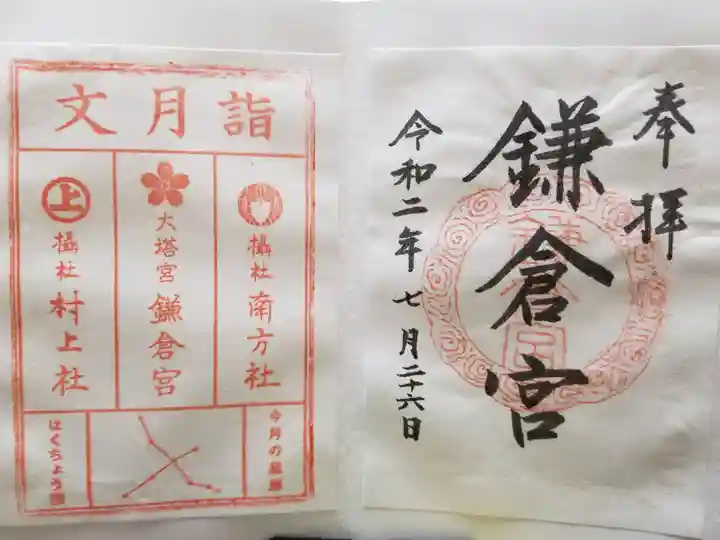 奉拝
鎌倉宮
令和二年七月二十六日
文月詣
摂社 南方社
大塔宮 鎌倉宮
上
摂社 村上社
今月の星座
はくちょう座